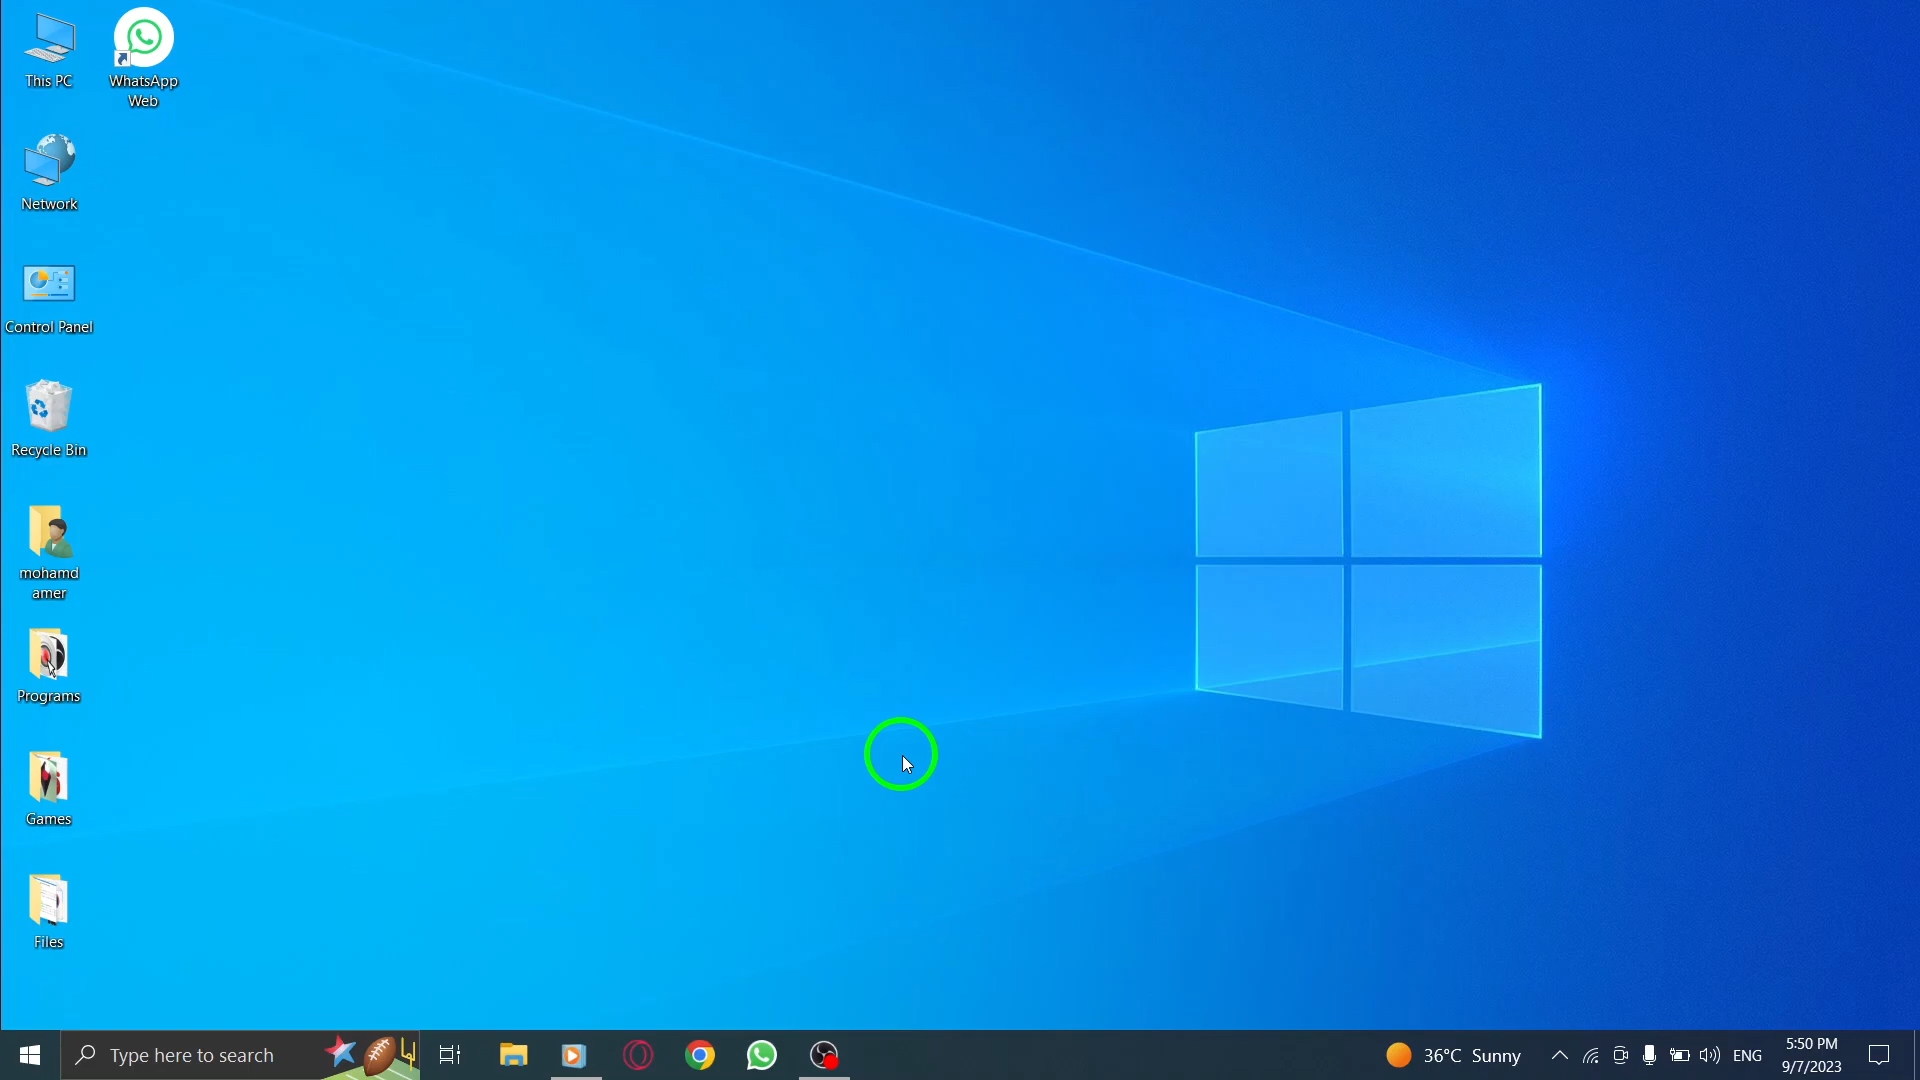 This PC
WhatsApp
Web
Network
Control Panel
Recycle Bin
mohamd
amer
Programs
Games
Files
Type here to search
36°C Sunny
ENG
5:50 PM
9/7/2023